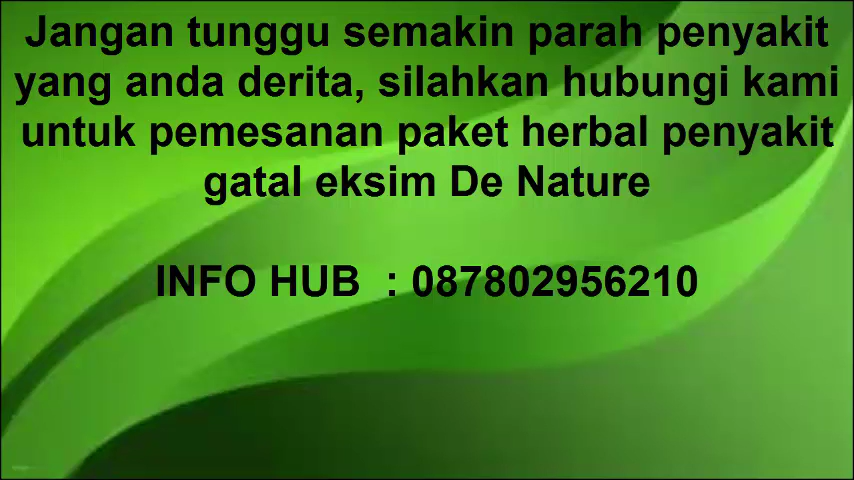 Jangan tunggu semakin parah penyakit
yang anda derita, silahkan hubungi kami
untuk pemesanan paket herbal penyakit
gatal eksim De Nature
INFO HUB : 087802956210